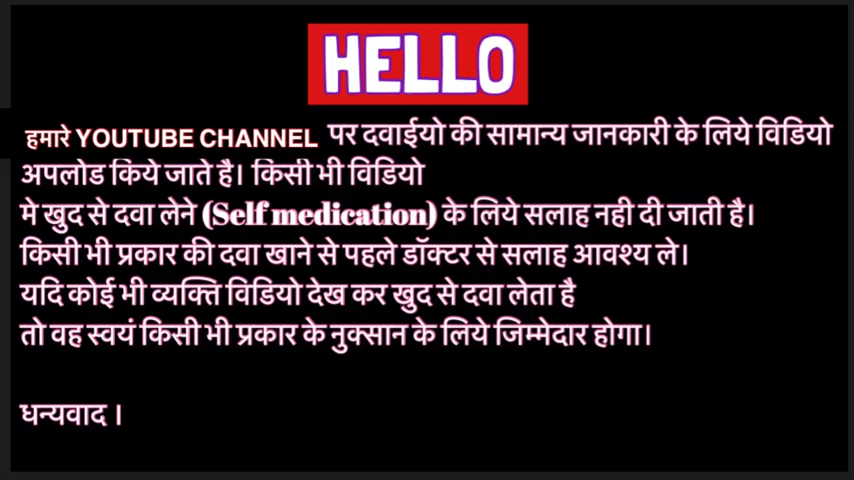 HELLO
हमारे YOUTUBE CHANNEL पर दवाईयो की सामान्य जानकारी के लिये विडियो
अपलोड किये जाते है। किसी भी विडियो
मे खुद से दवा लेने (Self medication) के लिये सलाह नही दी जाती है।
किसी भी प्रकार की दवा खाने से पहले डॉक्टर से सलाह आवश्य ले।
यदि कोई भी व्यक्ति विडियो देख कर खुद से दवा लेता है
तो वह स्वयं किसी भी प्रकार के नुक्सान के लिये जिम्मेदार होगा।
धन्यवाद ।